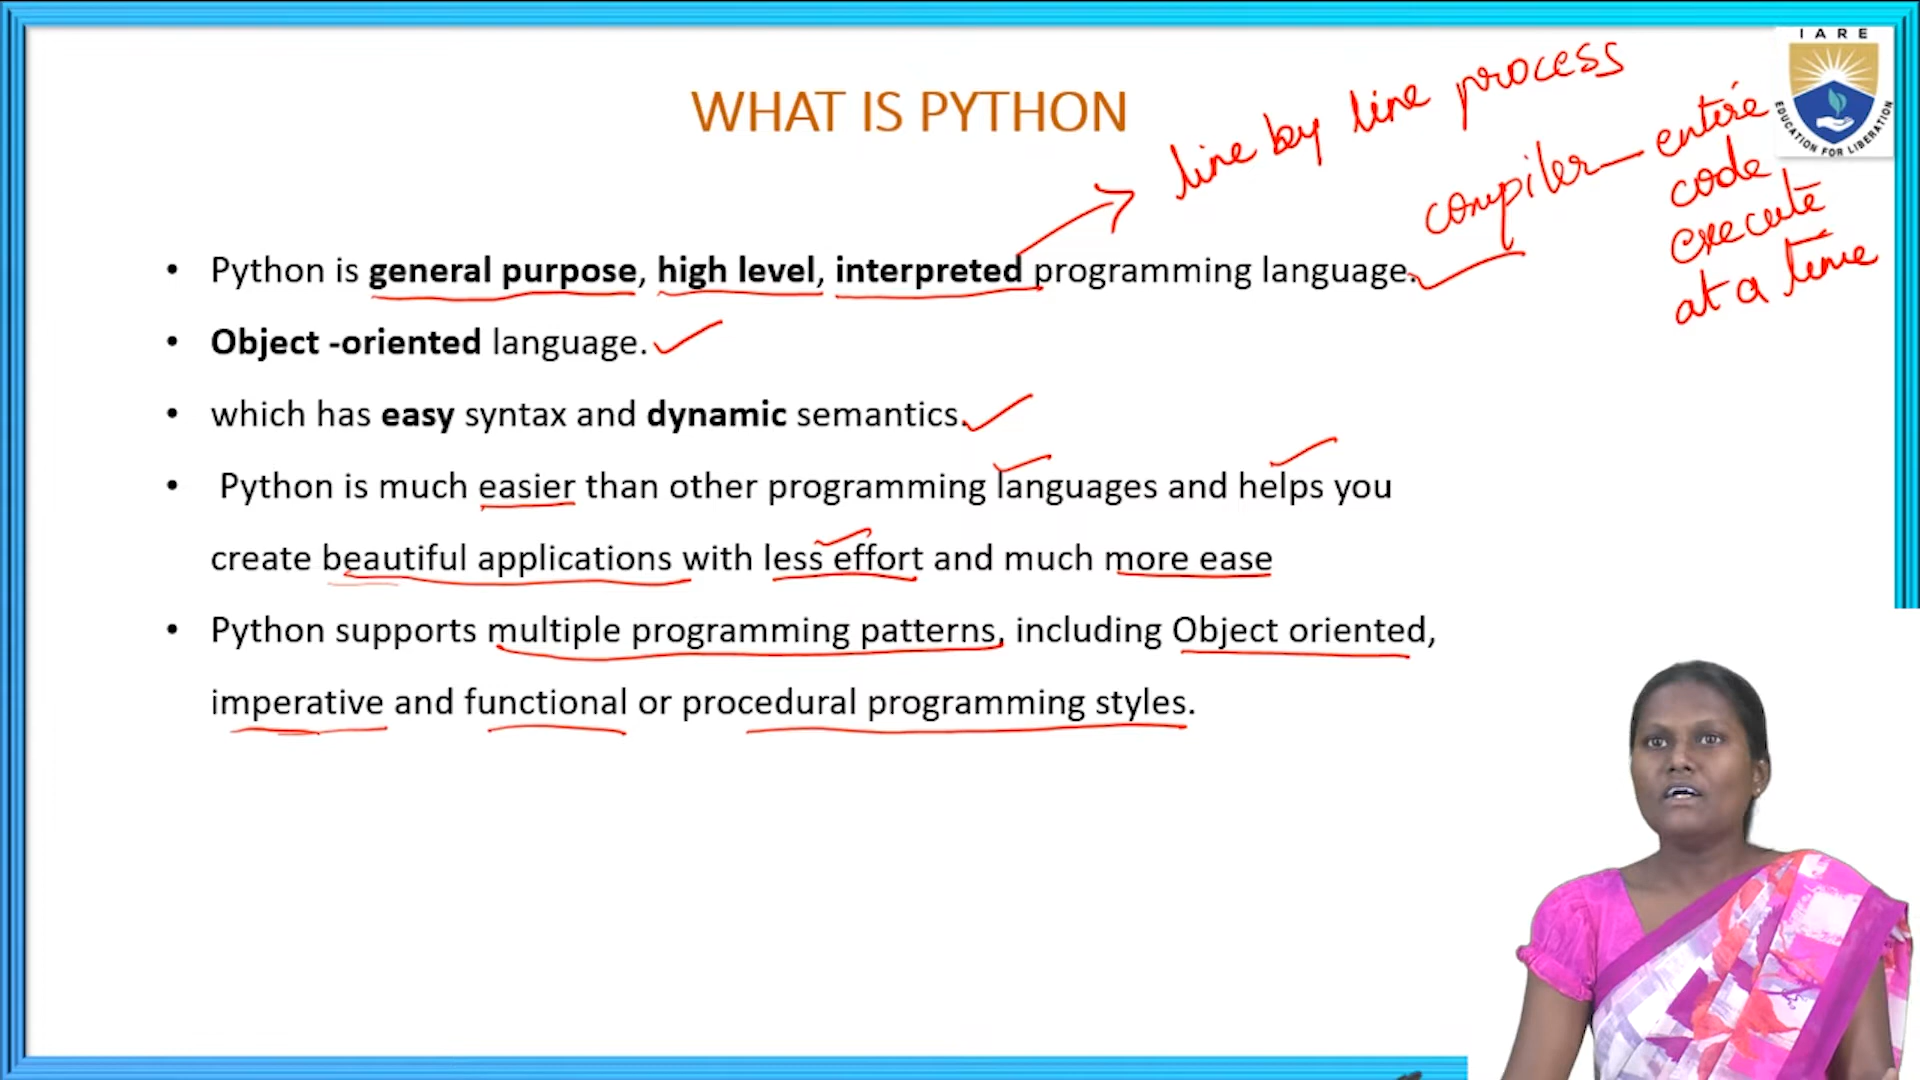 IARE
EDUCATION FOR LIBERATION
WHAT IS PYTHON
line by line process
compiler — entire
code
execute
at a time
• Python is general purpose, high level, interpreted programming language.
• Object -oriented language.
• which has easy syntax and dynamic semantics.
• Python is much easier than other programming languages and helps you
create beautiful applications with less effort and much more ease
• Python supports multiple programming patterns, including Object oriented,
imperative and functional or procedural programming styles.